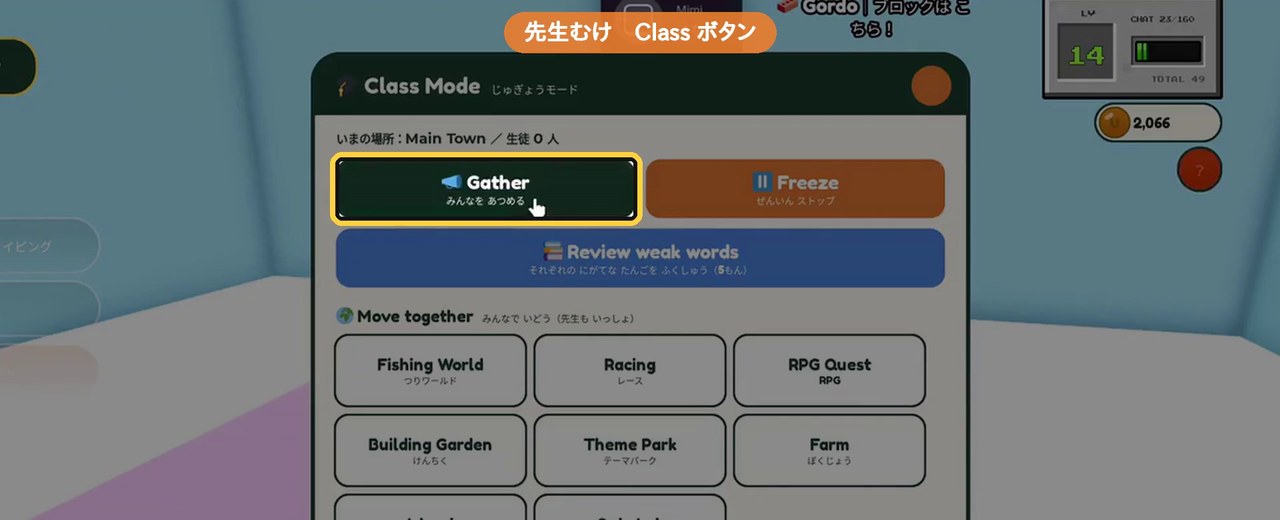 Mimi
Gordo | ブロックは こ
ちら！
先生むけ Class ボタン
LV
14
CHAT 23/160
TOTAL 49
2,066
?
Class Mode じゅぎょうモード
いまの場所：Main Town ／ 生徒 0 人
Gather
みんなを あつめる
Freeze
ぜんいん ストップ
Review weak words
それぞれの にがてな たんごを ふくしゅう（5もん）
イピング
Move together みんなで いどう（先生も いっしょ）
Fishing World
つりワールド
Racing
レース
RPG Quest
RPG
Building Garden
けんちく
Theme Park
テーマパーク
Farm
ぼくじょう